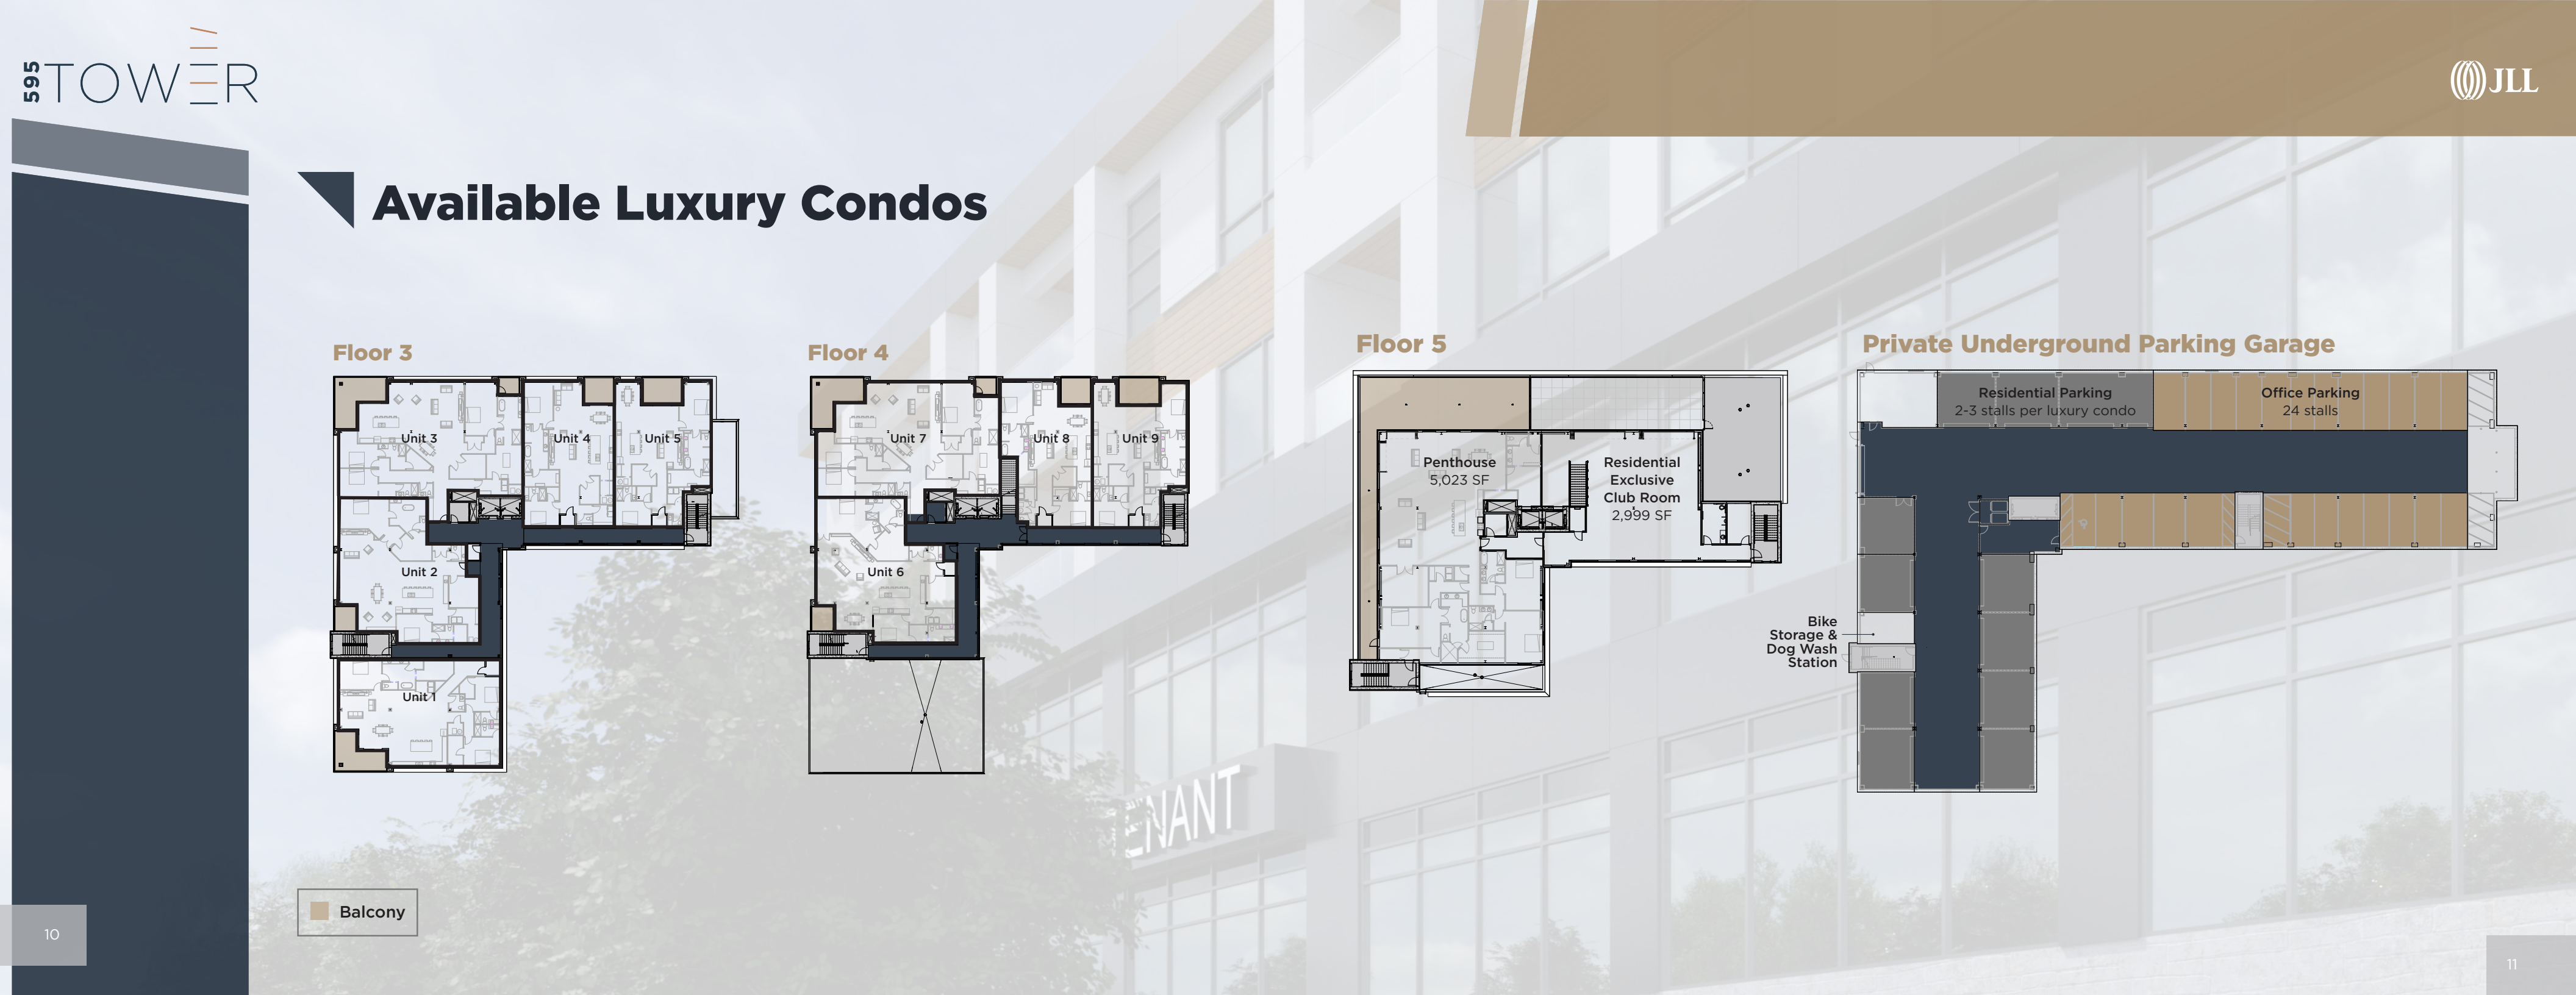 595 TOWER
JLL
Available Luxury Condos
Floor 3
Unit 3
Unit 4
Unit 5
Unit 2
Unit 1
Floor 4
Unit 7
Unit 8
Unit 9
Unit 6
Floor 5
Penthouse
5,023 SF
Residential
Exclusive
Club Room
2,999 SF
Private Underground Parking Garage
Residential Parking
2-3 stalls per luxury condo
Office Parking
24 stalls
Bike
Storage &
Dog Wash
Station
ENANT
Balcony
10
11